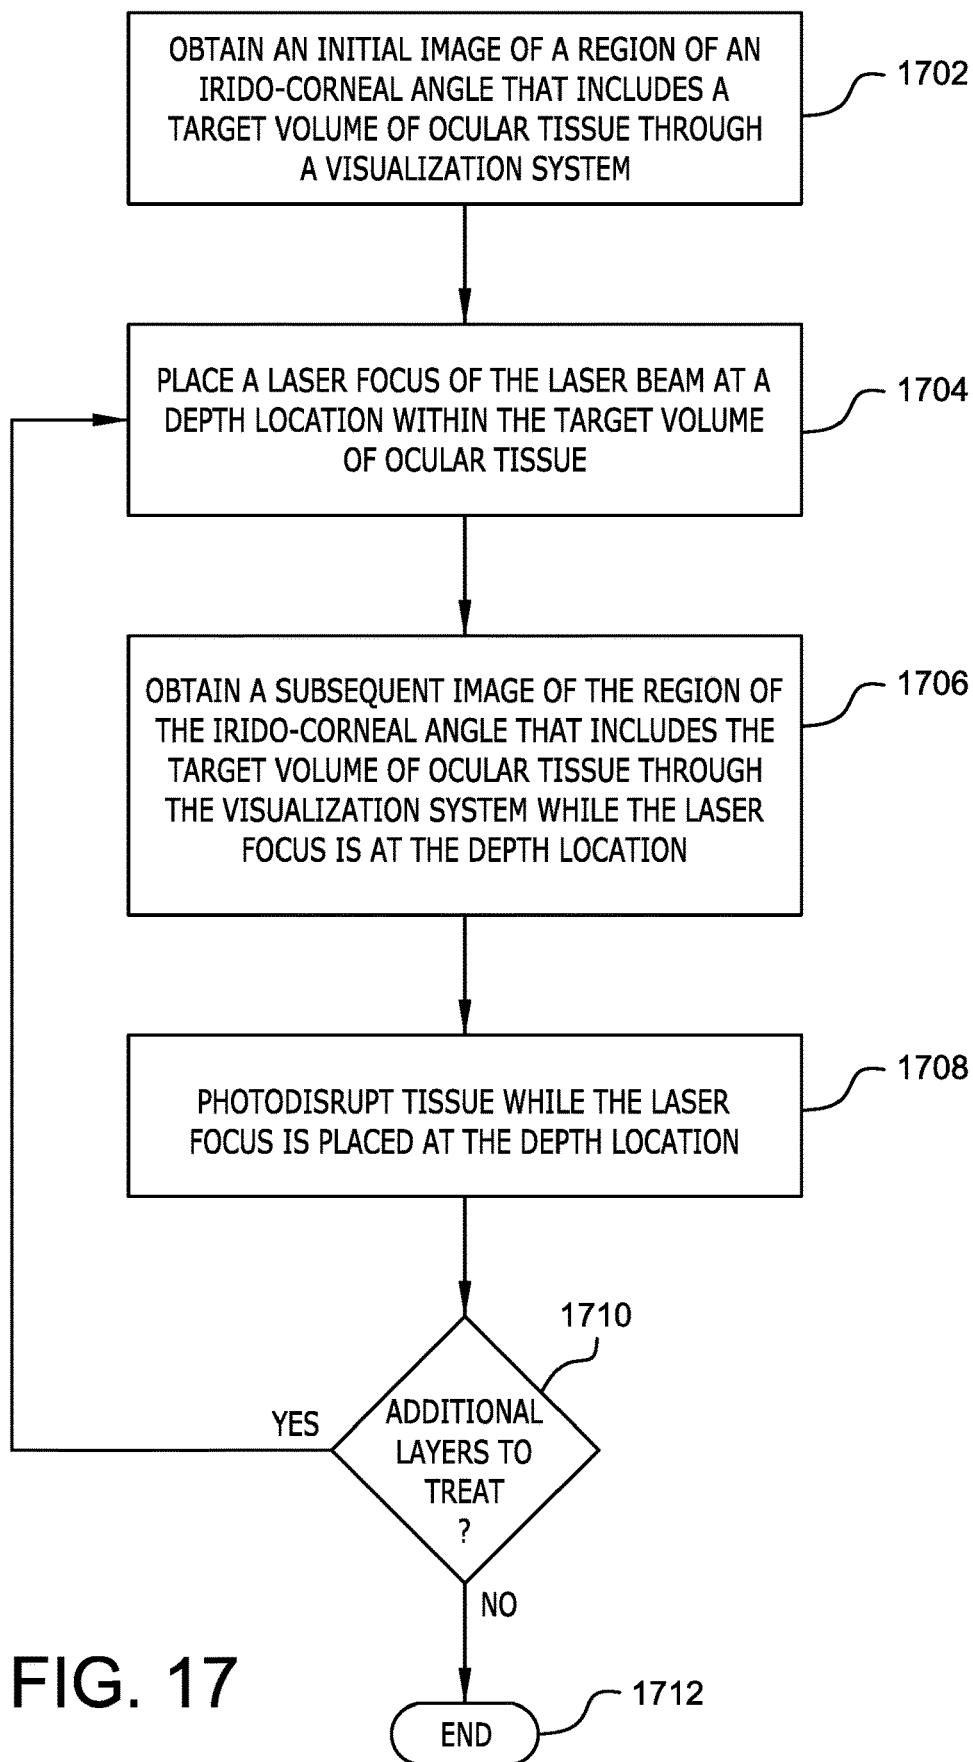 OBTAIN AN INITIAL IMAGE OF A REGION OF AN
IRIDO-CORNEAL ANGLE THAT INCLUDES A
TARGET VOLUME OF OCULAR TISSUE THROUGH
A VISUALIZATION SYSTEM
1702
PLACE A LASER FOCUS OF THE LASER BEAM AT A
DEPTH LOCATION WITHIN THE TARGET VOLUME
OF OCULAR TISSUE
1704
OBTAIN A SUBSEQUENT IMAGE OF THE REGION OF
THE IRIDO-CORNEAL ANGLE THAT INCLUDES THE
TARGET VOLUME OF OCULAR TISSUE THROUGH
THE VISUALIZATION SYSTEM WHILE THE LASER
FOCUS IS AT THE DEPTH LOCATION
1706
PHOTODISRUPT TISSUE WHILE THE LASER
FOCUS IS PLACED AT THE DEPTH LOCATION
1708
1710
ADDITIONAL
LAYERS TO
TREAT
?
YES
NO
END
1712
FIG. 17